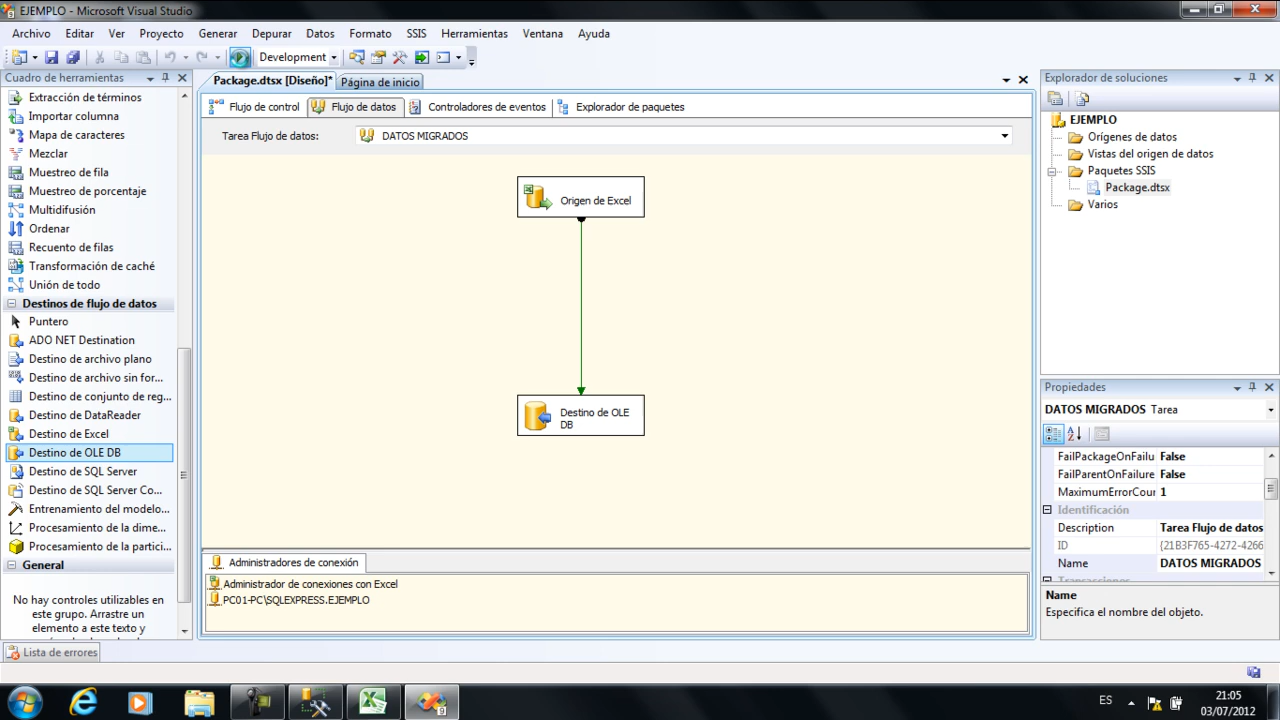 EJEMPLO - Microsoft Visual Studio
Archivo Editar Ver Proyecto Generar Depurar Datos Formato SSIS Herramientas Ventana Ayuda
Development
Cuadro de herramientas
Extracción de términos
Importar columna
Mapa de caracteres
Mezclar
Muestreo de fila
Muestreo de porcentaje
Multidifusión
Ordenar
Recuento de filas
Transformación de caché
Unión de todo
Destinos de flujo de datos
Puntero
ADO NET Destination
Destino de archivo plano
Destino de archivo sin for...
Destino de conjunto de reg...
Destino de DataReader
Destino de Excel
Destino de OLE DB
Destino de SQL Server
Destino de SQL Server Co...
Entrenamiento del modelo...
Procesamiento de la dime...
Procesamiento de la partici...
General
No hay controles utilizables en
este grupo. Arrastre un
elemento a este texto y
Lista de errores
Package.dtsx [Diseño]* Página de inicio
Flujo de control Flujo de datos Controladores de eventos Explorador de paquetes
Tarea Flujo de datos: DATOS MIGRADOS
Origen de Excel
Destino de OLE
DB
Administradores de conexión
Administrador de conexiones con Excel
PC01-PC\SQLEXPRESS.EJEMPLO
Explorador de soluciones
EJEMPLO
Orígenes de datos
Vistas del origen de datos
Paquetes SSIS
Package.dtsx
Varios
Propiedades
DATOS MIGRADOS Tarea
FailPackageOnFailu False
FailParentOnFailure False
MaximumErrorCour 1
Identificación
Description Tarea Flujo de datos
ID {21B3F765-4272-4266
Name DATOS MIGRADOS
Transacciones
Name
Especifica el nombre del objeto.
9
ES
21:05
03/07/2012